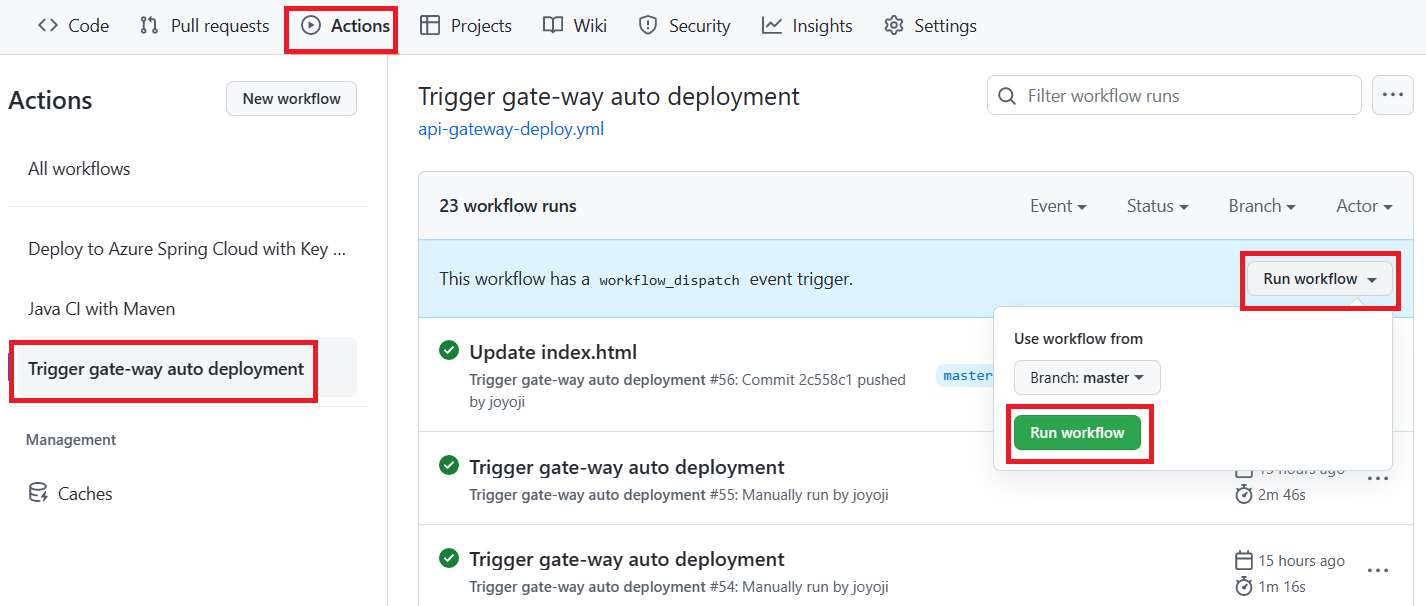 Code Pull requests Actions Projects Wiki Security Insights Settings
Actions
New workflow
All workflows
Deploy to Azure Spring Cloud with Key ...
Java CI with Maven
Trigger gate-way auto deployment
Management
Caches
Trigger gate-way auto deployment
api-gateway-deploy.yml
Filter workflow runs
23 workflow runs
Event Status Branch Actor
This workflow has a workflow_dispatch event trigger.
Run workflow
Use workflow from
Branch: master
Run workflow
Update index.html
Trigger gate-way auto deployment #56: Commit 2c558c1 pushed
by joyoji
master
Trigger gate-way auto deployment
Trigger gate-way auto deployment #55: Manually run by joyoji
hours ago
2m 46s
Trigger gate-way auto deployment
Trigger gate-way auto deployment #54: Manually run by joyoji
15 hours ago
1m 16s